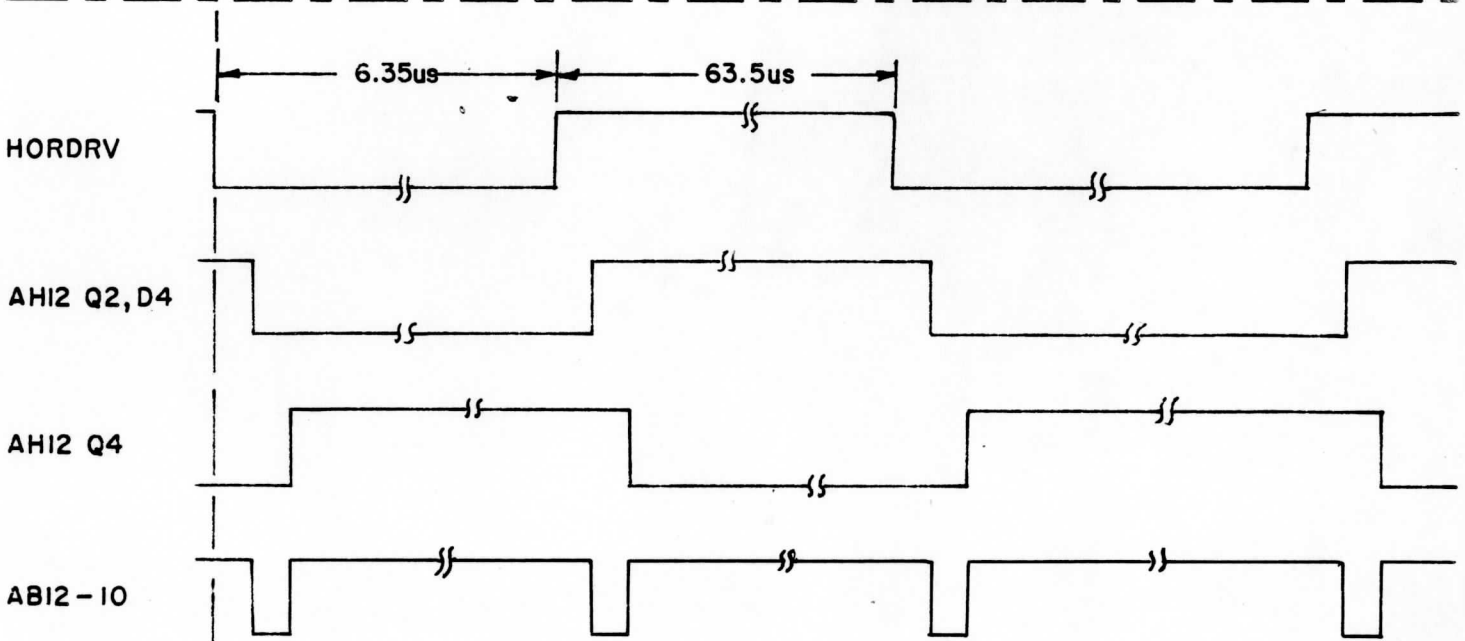 6.35us
63.5us
HORDRV
AH12 Q2, D4
AH12 Q4
AB12-10